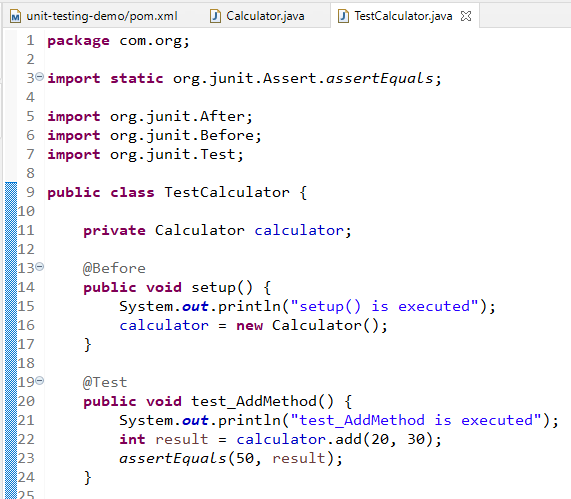 unit-testing-demo/pom.xml Calculator.java TestCalculator.java
1 package com.org;
2
3 import static org.junit.Assert.assertEquals;
4
5 import org.junit.After;
6 import org.junit.Before;
7 import org.junit.Test;
8
9 public class TestCalculator {
10
11     private Calculator calculator;
12
13     @Before
14     public void setup() {
15         System.out.println("setup() is executed");
16         calculator = new Calculator();
17     }
18
19     @Test
20     public void test_AddMethod() {
21         System.out.println("test_AddMethod is executed");
22         int result = calculator.add(20, 30);
23         assertEquals(50, result);
24     }
25